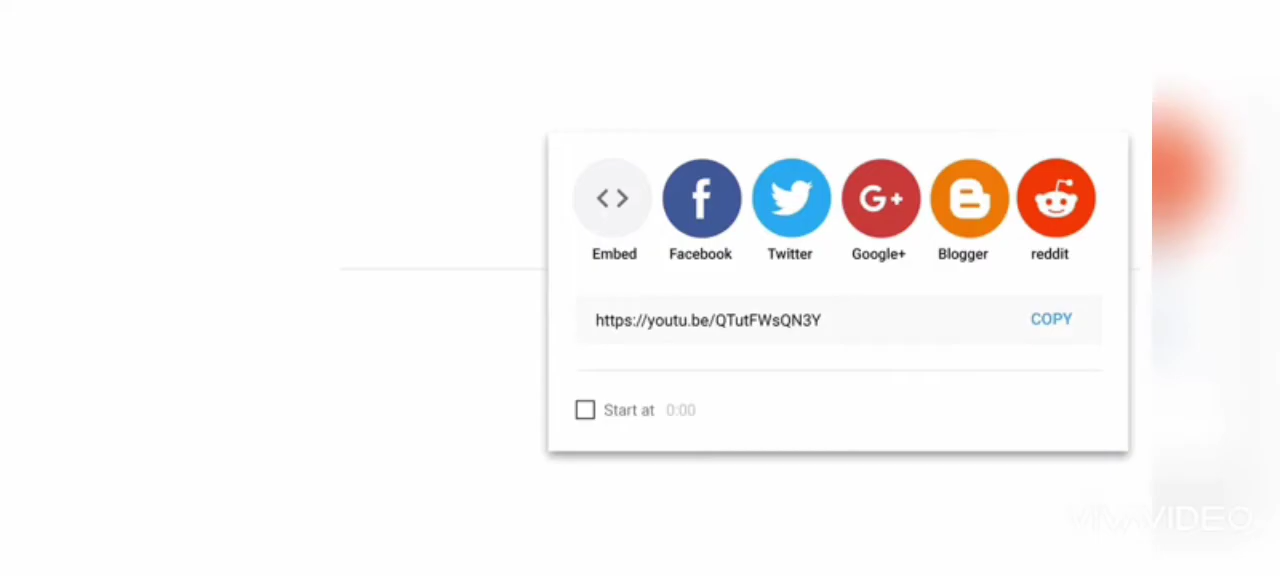 Embed Facebook Twitter Google+ Blogger reddit
https://youtu.be/QTutFWsQN3Y COPY
Start at 0:00
VIVAVIDEO